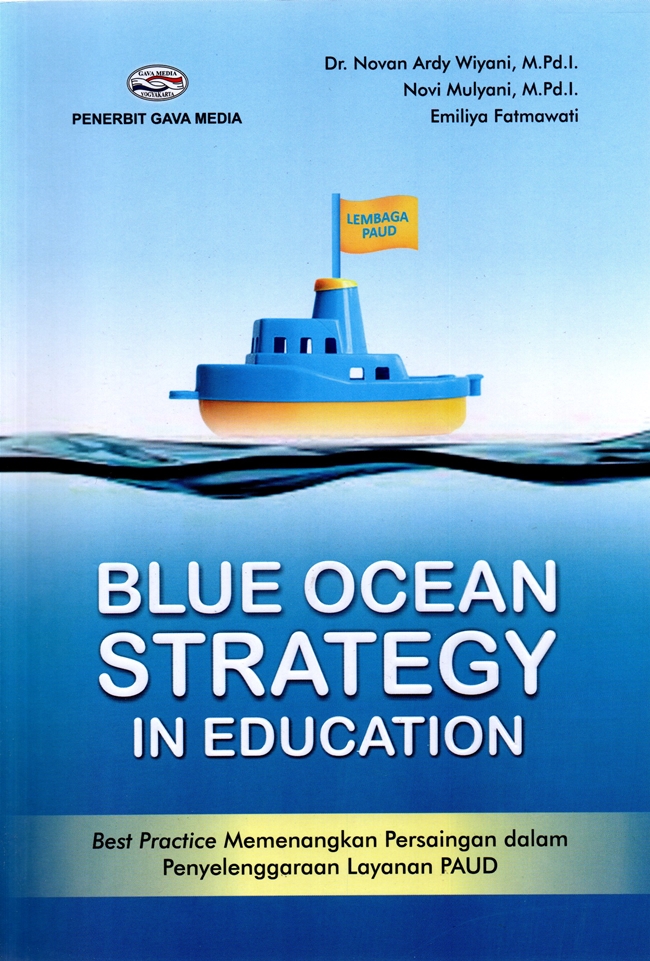 GAVA MEDIA
YOGYAKARTA
PENERBIT GAVA MEDIA
Dr. Novan Ardy Wiyani, M.Pd.I.
Novi Mulyani, M.Pd.I.
Emiliya Fatmawati
LEMBAGA
PAUD
BLUE OCEAN
STRATEGY
IN EDUCATION
Best Practice Memenangkan Persaingan dalam
Penyelenggaraan Layanan PAUD